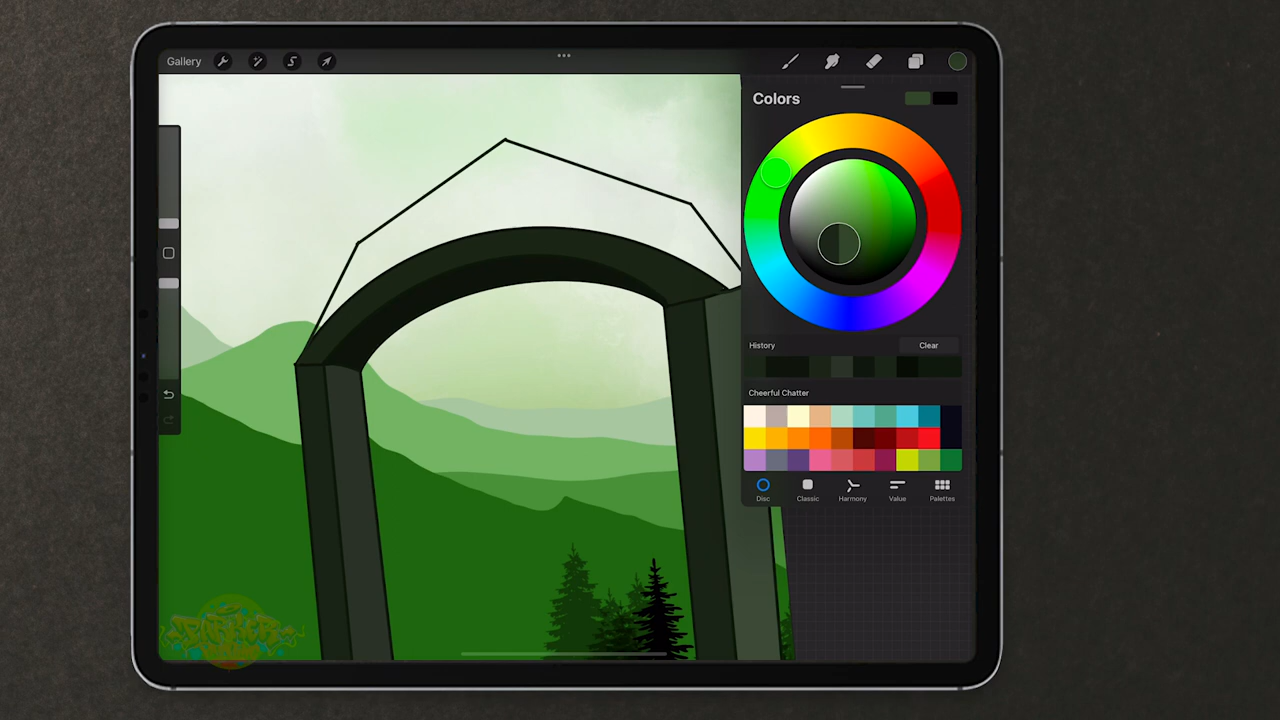 Gallery
Colors
History
Clear
Cheerful Chatter
Disc
Classic
Harmony
Value
Palettes